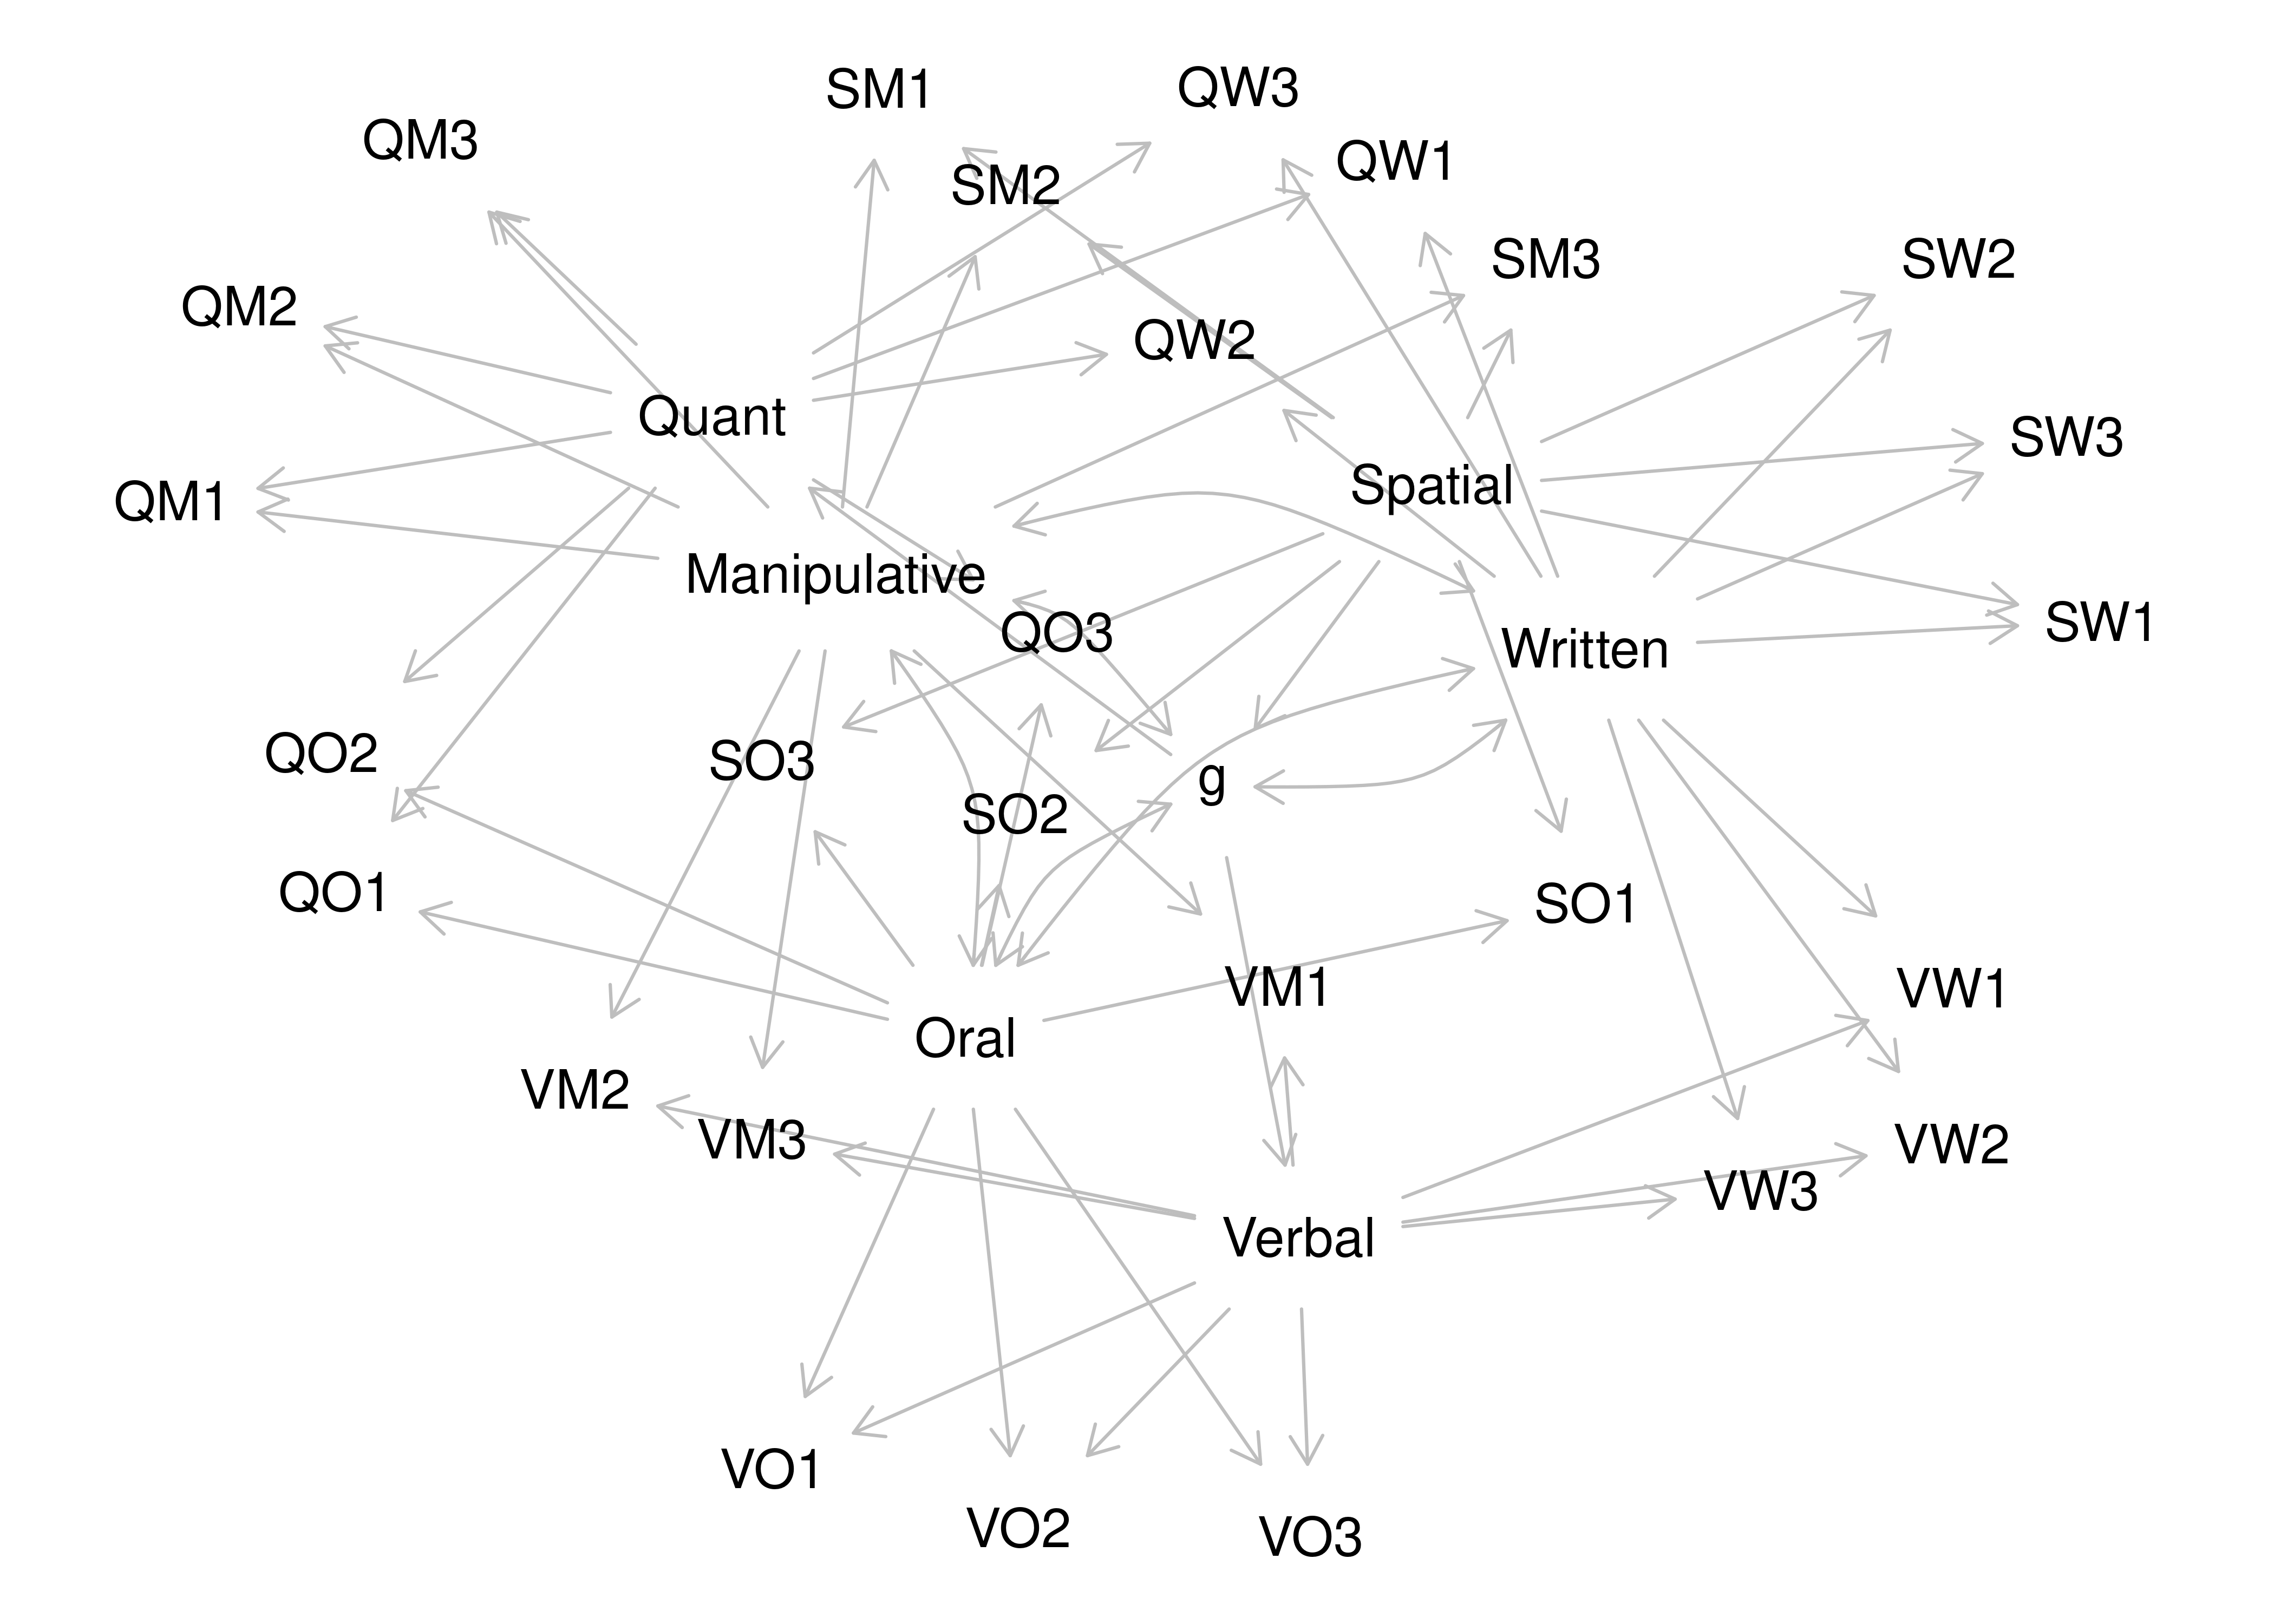 SM1
QW3
QM3
QW1
SM2
SM3
SW2
QM2
QW2
Quant
SW3
Spatial
QM1
Manipulative
SW1
QO3
Written
QO2
SO3
g
SO2
QO1
SO1
VM1
VW1
Oral
VM2
VM3
VW2
VW3
Verbal
VO1
VO2
VO3